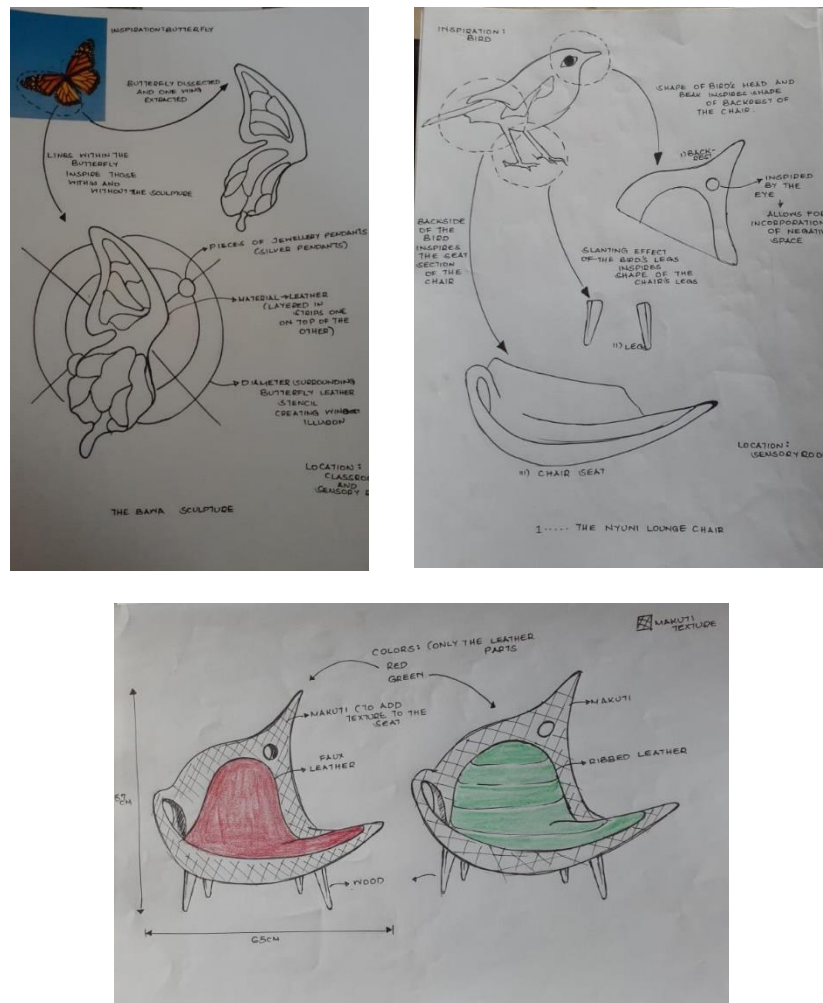 INSPIRATION: BUTTERFLY
BUTTERFLY DISSECTED
AND ONE WING
EXTRACTED
LINES WITHIN THE
BUTTERFLY
INSPIRE THOSE
WITHIN AND
WITHOUT THE SCULPTURE
PIECES OF JEWELLERY PENDANTS
(SILVER PENDANTS)
MATERIAL → LEATHER
(LAYERED IN
STRIPS ONE
ON TOP OF THE
OTHER)
DIAMETER SURROUNDING
BUTTERFLY LEATHER
STENCIL
CREATING WINGED
ILLUSION
LOCATION:
CLASSRO
AND
SENSORY R
THE BAWA SCULPTURE
INSPIRATION:
BIRD
SHAPE OF BIRD'S HEAD AND
BEAK INSPIRES SHAPE
OF BACKREST OF
THE CHAIR.
I) BACK-
REST
INSPIRED
BY THE
EYE
ALLOWS FOR
INCORPORATION
OF NEGATI
SPACE
BACKSIDE
OF THE
BIRD
INSPIRES
THE SEAT
SECTION
OF THE
CHAIR
SLANTING EFFECT
OF THE BIRD'S LEGS
INSPIRES
SHAPE OF THE
CHAIR'S LEGS
II) LEG
III) CHAIR SEAT
LOCATION:
SENSORY ROO
1..... THE NYUNI LOUNGE CHAIR
MAKUTI
TEXTURE
COLORS: (ONLY THE LEATHER
PARTS
RED
GREEN
MAKUTI (TO ADD
TEXTURE TO THE
SEAT
MAKUTI
FAUX
LEATHER
RIBBED LEATHER
CM
WOOD
65CM